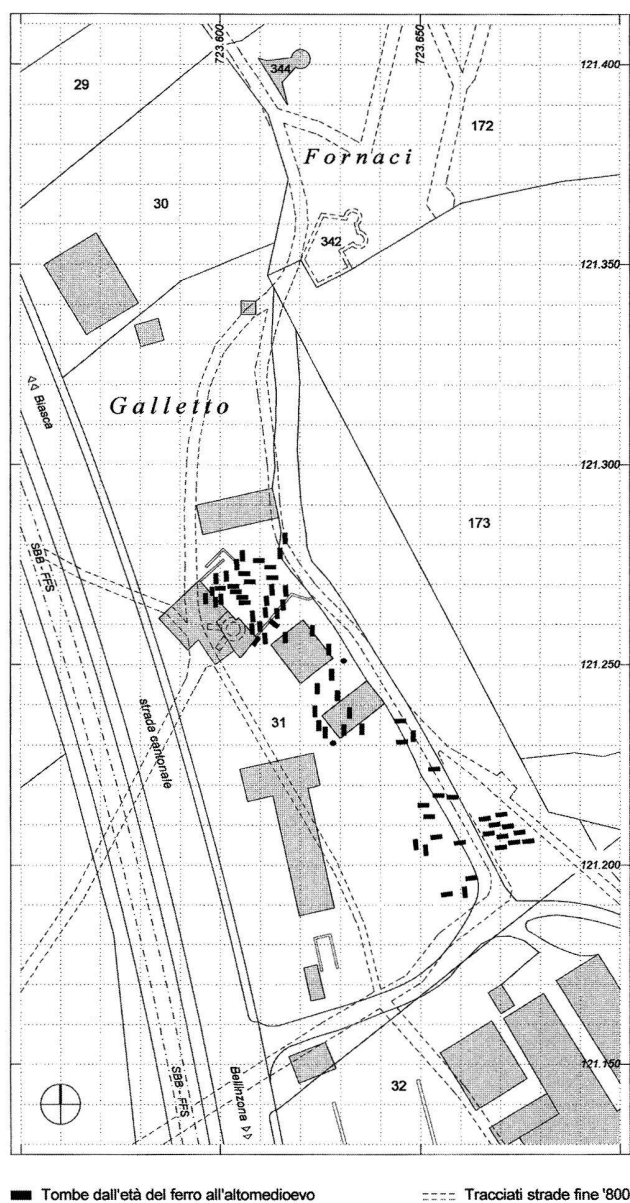 723.600
723.650
121.400
344
29
172
Fornaci
30
342
121.350
◁◁ Biasca
Galletto
121.300
173
SBB - FFS
121.250
strada cantonale
31
121.200
121.150
SBB - FFS
Bellinzona ▷▷
32
Tombe dall'età del ferro all'altomedioevo
Tracciati strade fine '800